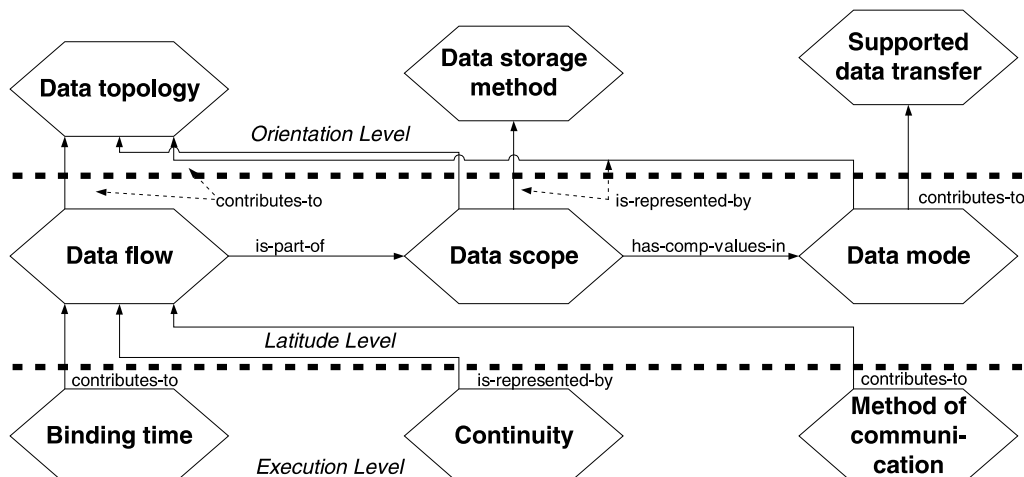 Data topology
Data storage
method
Supported
data transfer
Orientation Level
contributes-to
is-represented-by
contributes-to
Data flow
is-part-of
Data scope
has-comp-values-in
Data mode
Latitude Level
contributes-to
is-represented-by
contributes-to
Binding time
Continuity
Method of
communi-
cation
Execution Level